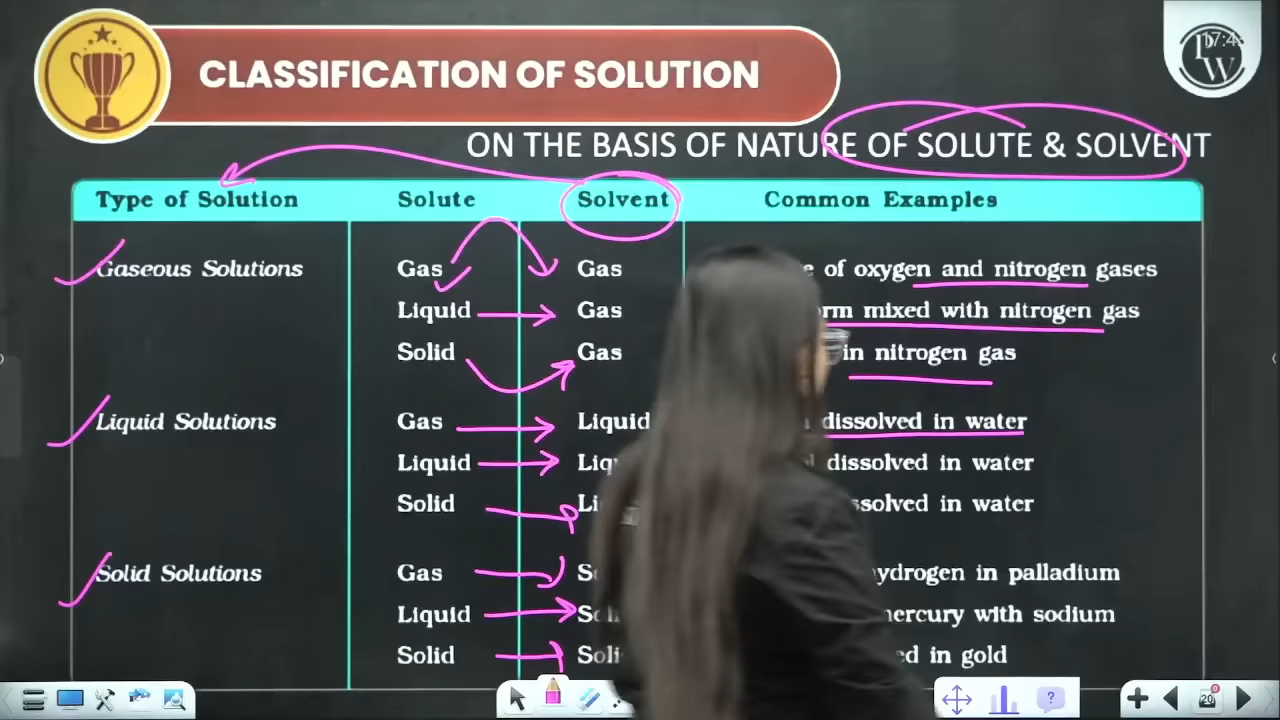 CLASSIFICATION OF SOLUTION
ON THE BASIS OF NATURE OF SOLUTE & SOLVENT
Type of Solution Solute Solvent Common Examples
Gaseous Solutions Gas Gas of oxygen and nitrogen gases
Liquid Gas mixed with nitrogen gas
Solid Gas in nitrogen gas
Liquid Solutions Gas Liquid dissolved in water
Liquid dissolved in water
Solid in water
Solid Solutions Gas in palladium
Liquid with sodium
Solid in gold
20